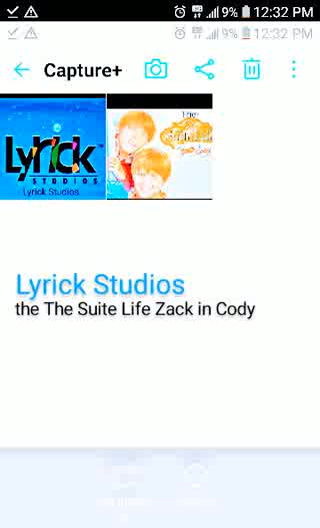 12:32 PM
9% 12:32 PM
Capture+
Lyrick
STUDIOS
Lyrick Studios
Lyrick Studios
the The Suite Life Zack in Cody